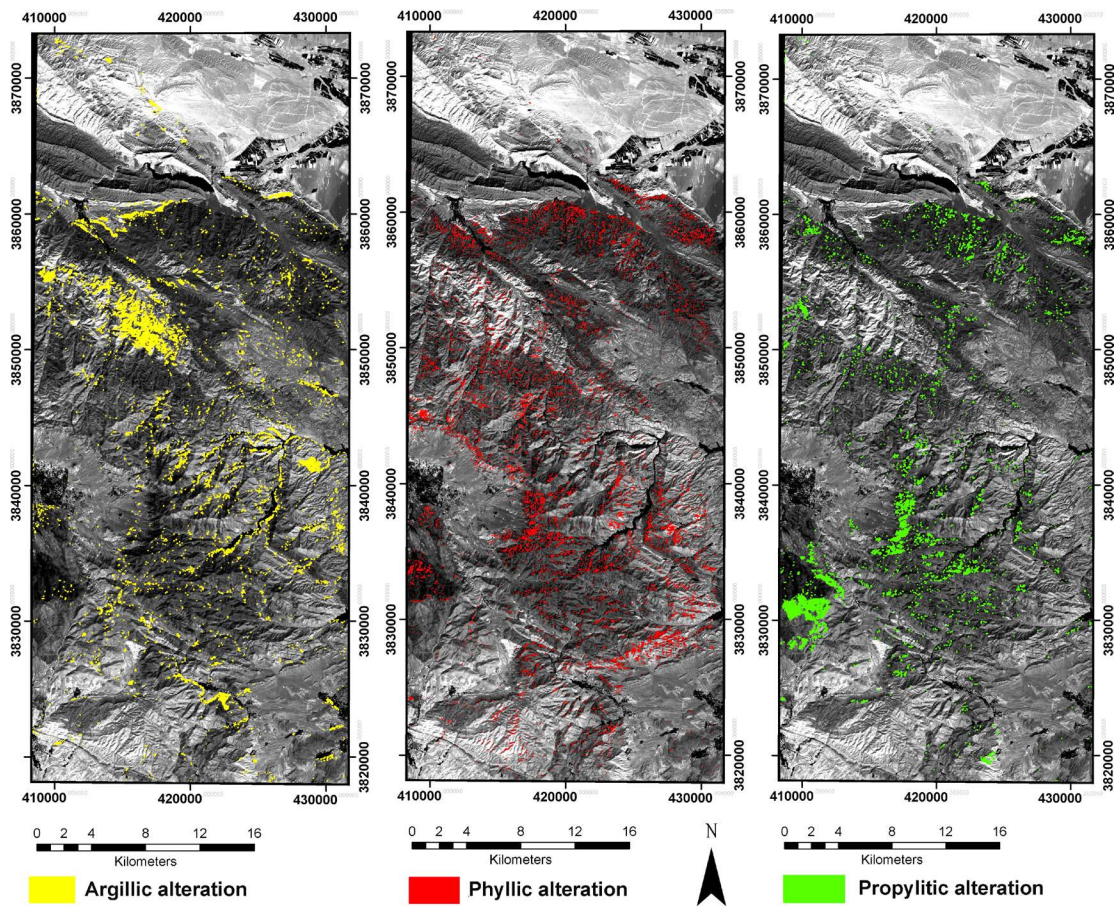 410000 420000 430000
410000 420000 430000
410000 420000 430000
3870000 3870000 3870000 3870000
3860000 3860000 3860000 3860000
3850000 3850000 3850000 3850000
3840000 3840000 3840000 3840000
3830000 3830000 3830000 3830000
3820000 3820000 3820000 3820000
410000 420000 430000
410000 420000 430000
410000 420000 430000
0 2 4 8 12 16
Kilometers
Argillic alteration
0 2 4 8 12 16
Kilometers
Phyllic alteration
N
0 2 4 8 12 16
Kilometers
Propylitic alteration